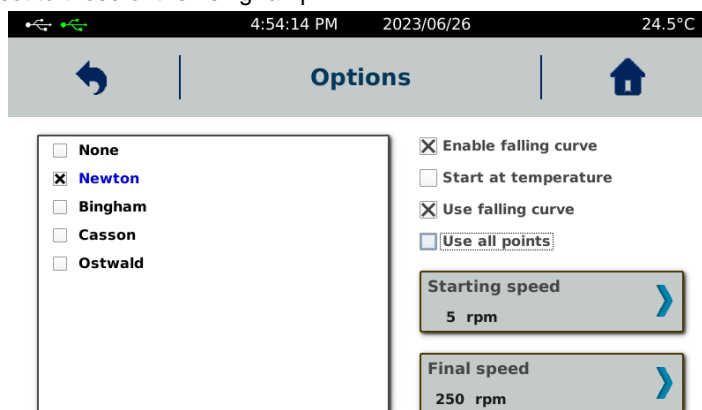 4:54:14 PM 2023/06/26 24.5°C
Options
None
Newton
Bingham
Casson
Ostwald
Enable falling curve
Start at temperature
Use falling curve
Use all points
Starting speed
5 rpm
Final speed
250 rpm